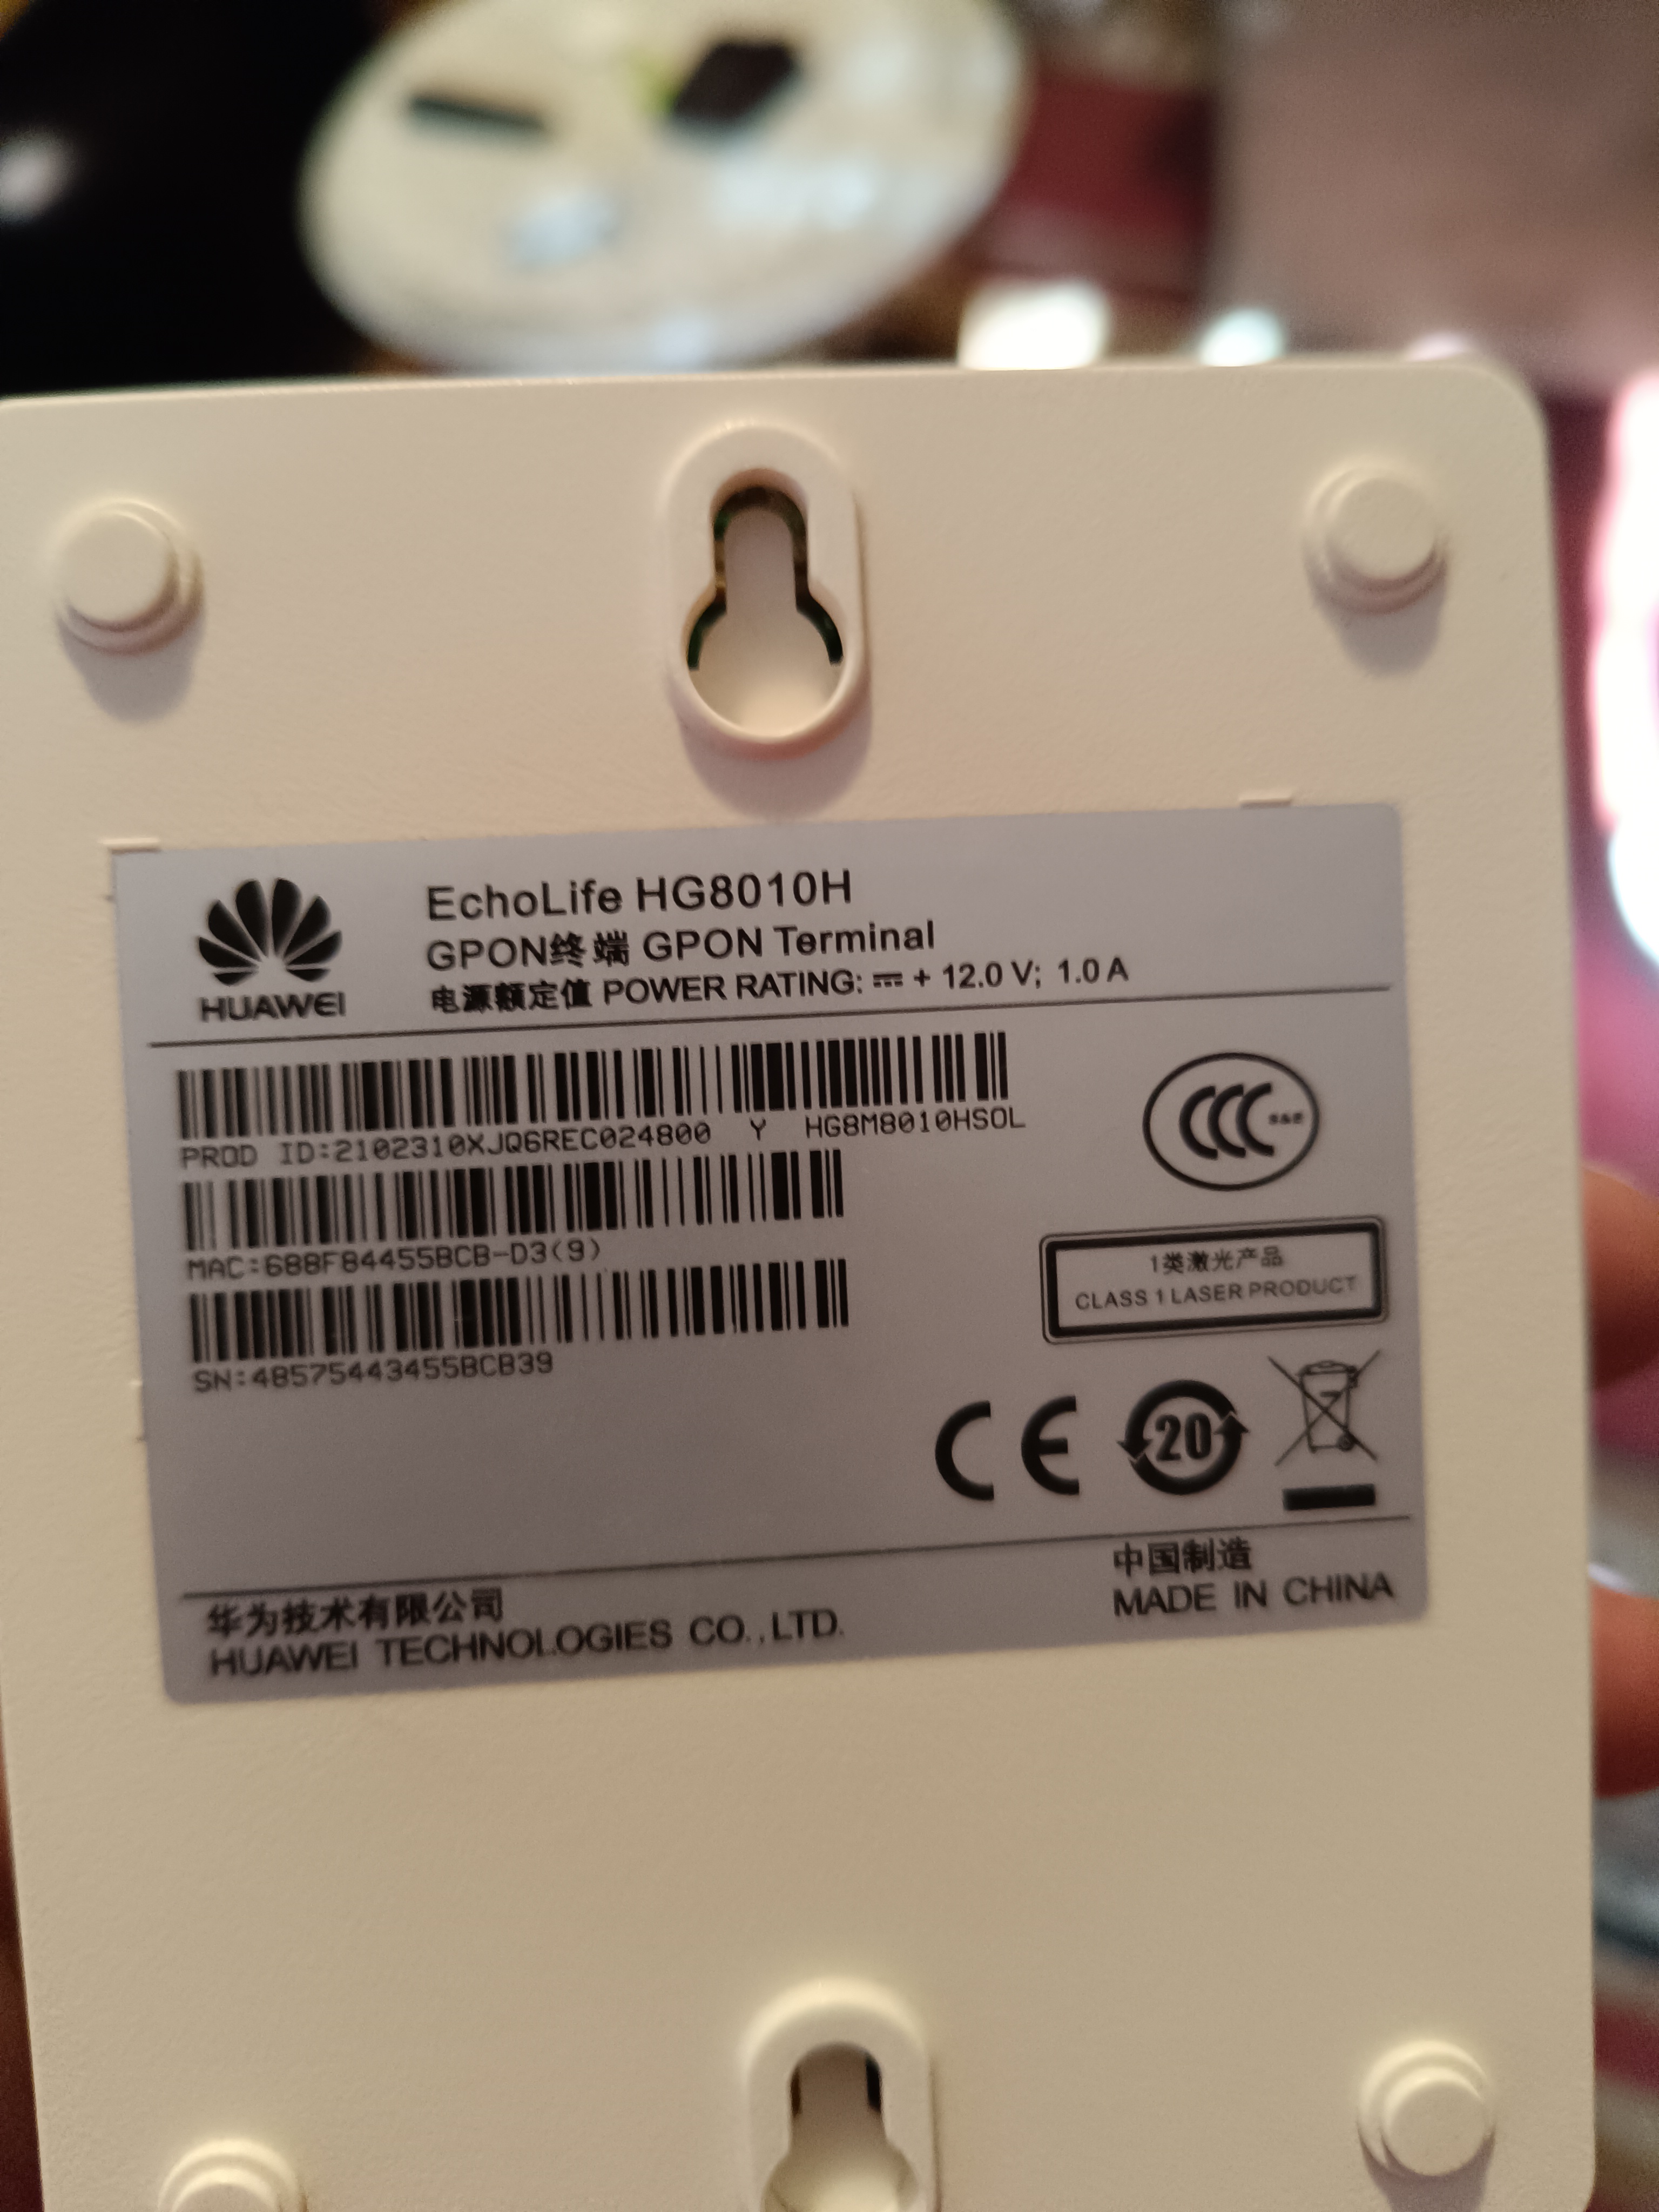 HUAWEI
EchoLife HG8010H
GPON终端 GPON Terminal
电源额定值 POWER RATING: ⎓ + 12.0 V; 1.0 A
PROD ID:2102310XJQ6REC024800 Y HG8M8010HSOL
MAC:688F84455BCB-D3(9)
SN:48575443455BCB39
CCC S&E
1类激光产品
CLASS 1 LASER PRODUCT
CE
20
华为技术有限公司
HUAWEI TECHNOLOGIES CO.,LTD.
中国制造
MADE IN CHINA